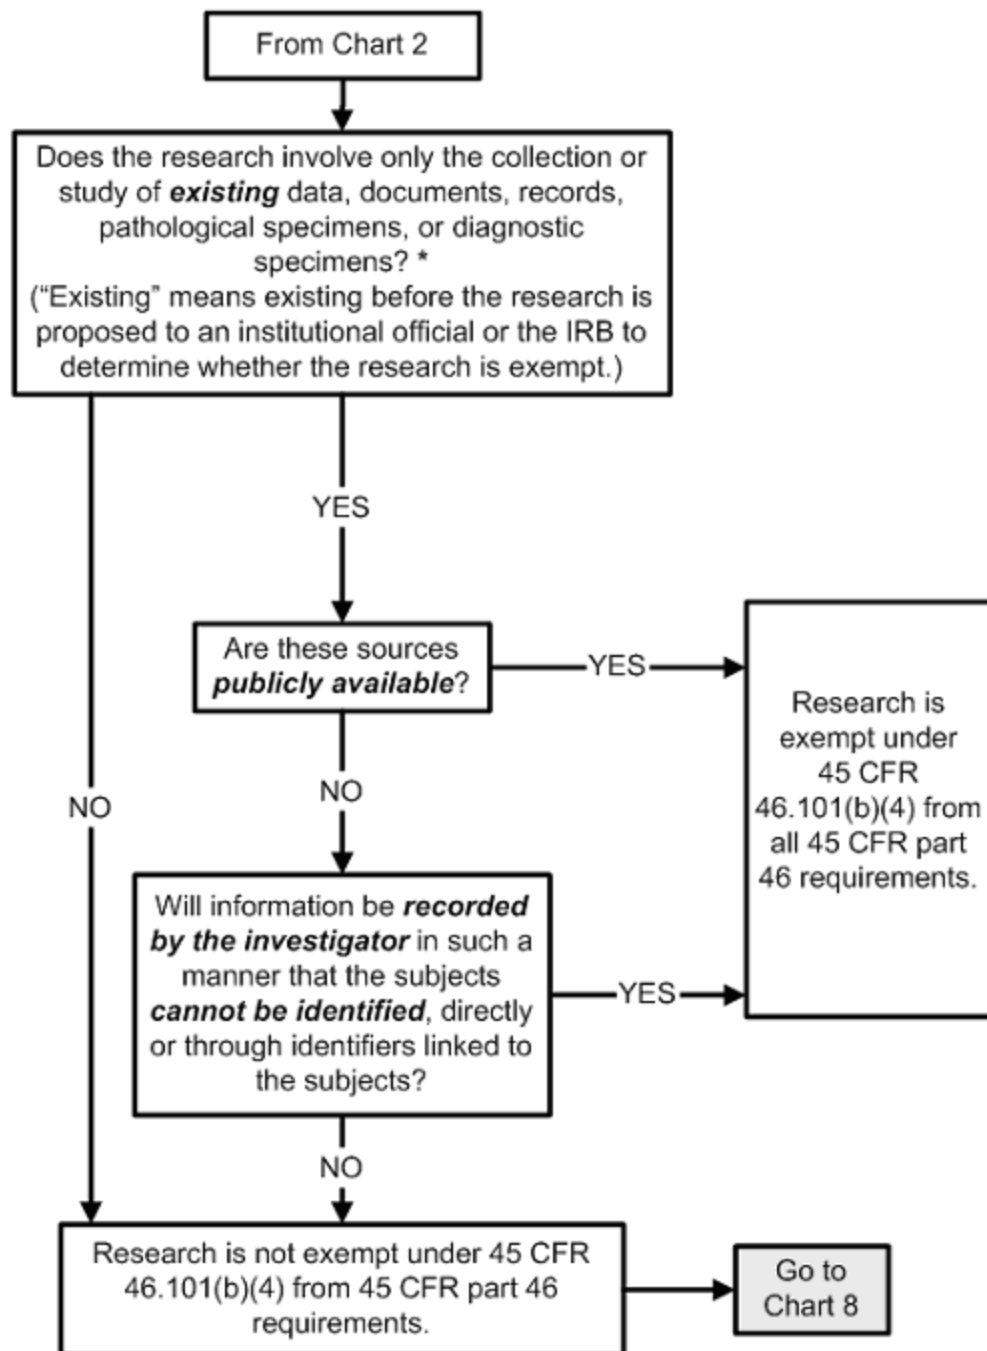 From Chart 2
Does the research involve only the collection or
study of existing data, documents, records,
pathological specimens, or diagnostic
specimens? *
(“Existing” means existing before the research is
proposed to an institutional official or the IRB to
determine whether the research is exempt.)
YES
Are these sources
publicly available?
YES
Research is
exempt under
45 CFR
46.101(b)(4) from
all 45 CFR part
46 requirements.
NO
NO
Will information be recorded
by the investigator in such a
manner that the subjects
cannot be identified, directly
or through identifiers linked to
the subjects?
YES
NO
Research is not exempt under 45 CFR
46.101(b)(4) from 45 CFR part 46
requirements.
Go to
Chart 8